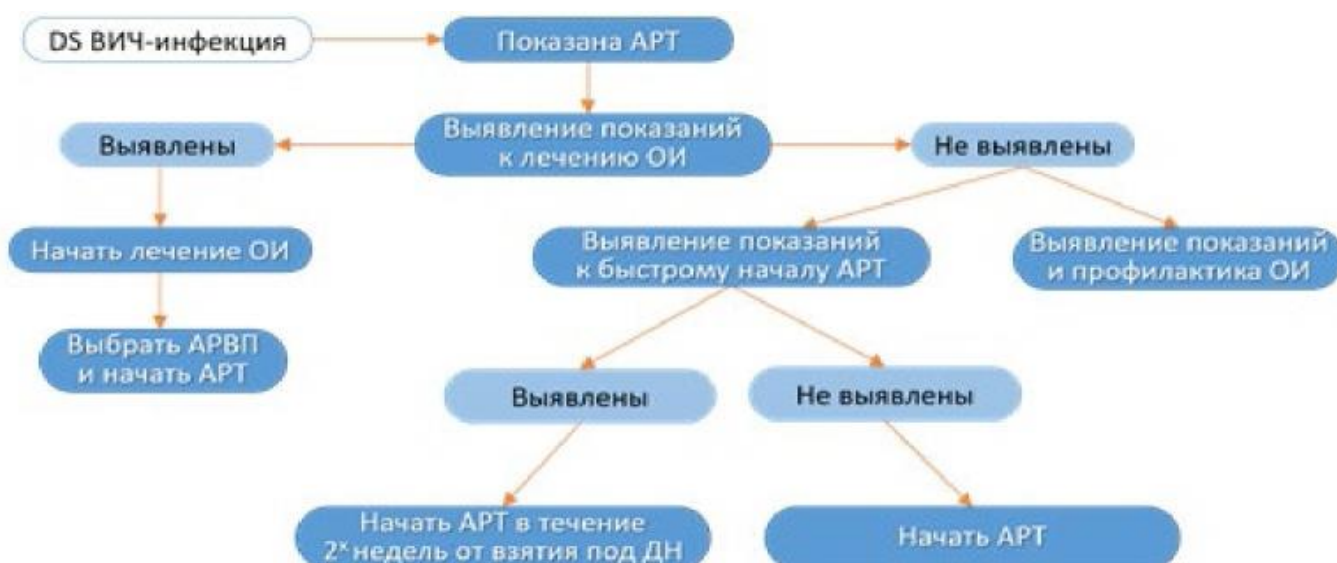 DS ВИЧ-инфекция
Показана АРТ
Выявление показаний
к лечению ОИ
Выявлены
Не выявлены
Начать лечение ОИ
Выявление показаний
к быстрому началу АРТ
Выявление показаний
и профилактика ОИ
Выбрать АРВП
и начать АРТ
Выявлены
Не выявлены
Начать АРТ в течение
2ˣ недель от взятия под ДН
Начать АРТ